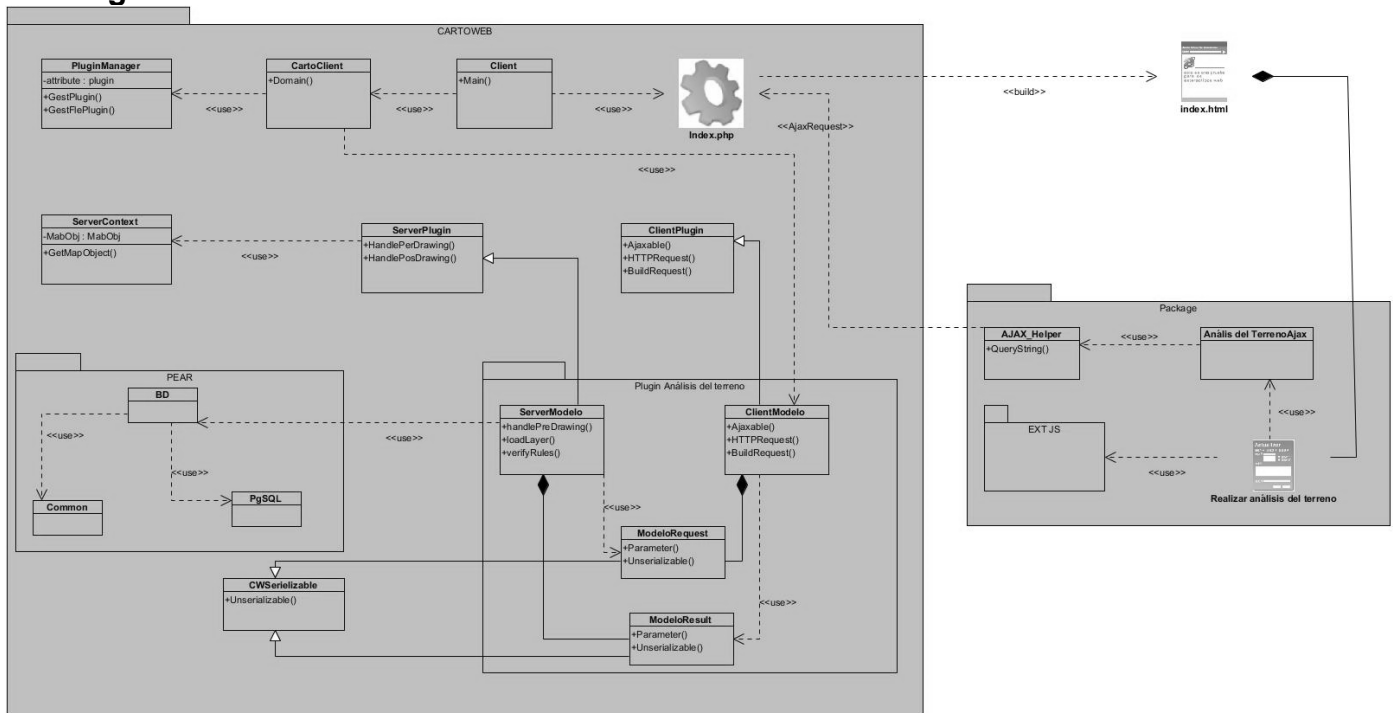 CARTOWEB
PluginManager
-attribute : plugin
+GestPlugin()
+GestFlePlugin()
<<use>>
CartoClient
+Domain()
<<use>>
Client
+Main()
<<use>>
Index.php
<<build>>
index.html
<<AjaxRequest>>
<<use>>
ServerContext
-MabObj : MabObj
+GetMapObject()
<<use>>
ServerPlugin
+HandlePerDrawing()
+HandlePosDrawing()
ClientPlugin
+Ajaxable()
+HTTPRequest()
+BuildRequest()
Package
AJAX_Helper
+QueryString()
<<use>>
Anàlis del TerrenoAjax
<<use>>
EXT JS
<<use>>
Realizar anàlisis del terreno
PEAR
BD
<<use>>
<<use>>
Common
PgSQL
<<use>>
Plugin Anàlisis del terreno
ServerModelo
+handlePreDrawing()
+loadLayer()
+verifyRules()
ClientModelo
+Ajaxable()
+HTTPRequest()
+BuildRequest()
<<use>>
ModeloRequest
+Parameter()
+Unserializable()
<<use>>
ModeloResult
+Parameter()
+Unserializable()
CWSerielizable
+Unserializable()